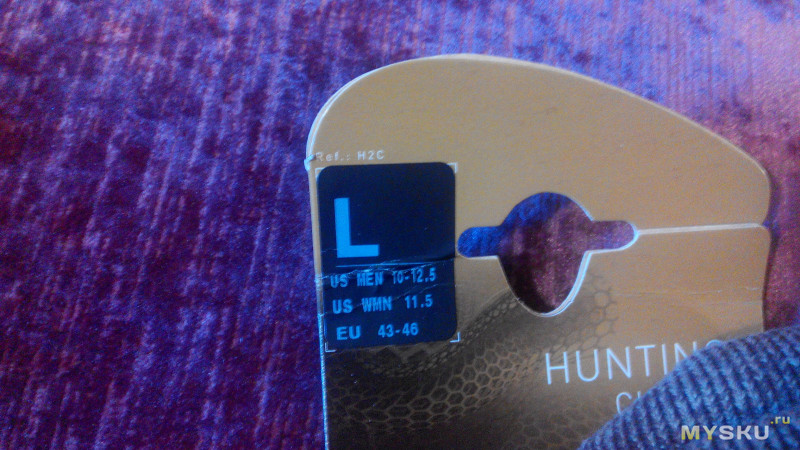 Ref.: H2C
L
US MEN 10-12.5
US WMN 11.5
EU 43-46
HUNTING
MYSKU.ru